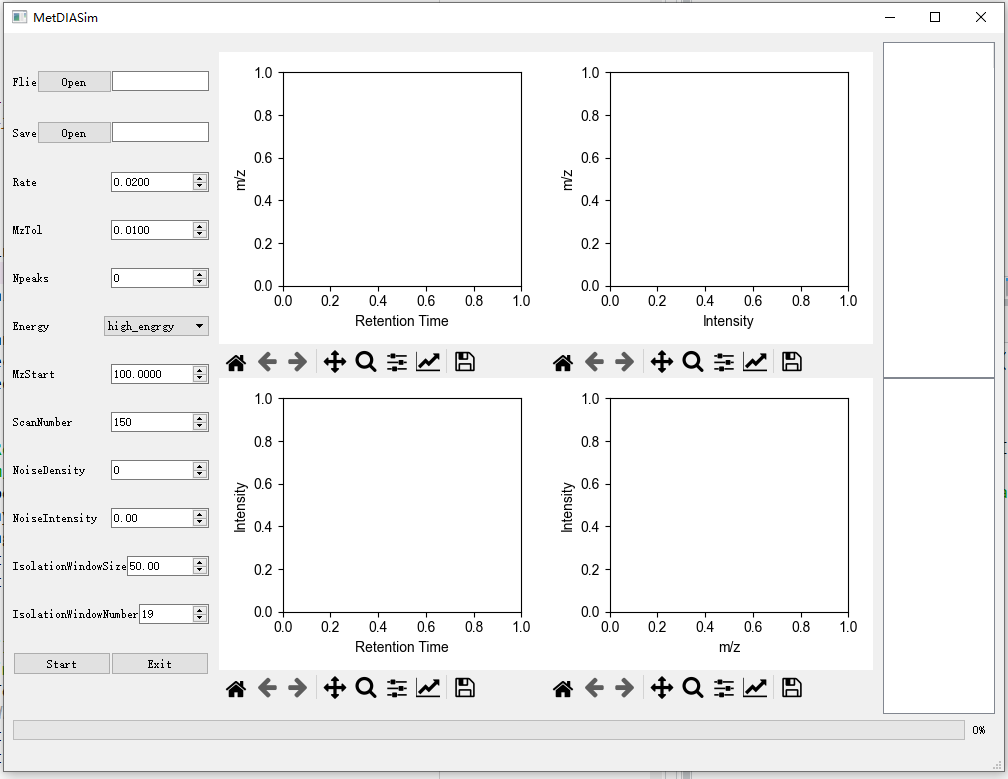 MetDIASim
Flie Open
Save Open
Rate 0.0200
MzTol 0.0100
Npeaks 0
Energy high_engrgy
MzStart 100.0000
ScanNumber 150
NoiseDensity 0
NoiseIntensity 0.00
IsolationWindowSize 50.00
IsolationWindowNumber 19
Start Exit
1.0
0.8
0.6
0.4
0.2
0.0
m/z
0.0 0.2 0.4 0.6 0.8 1.0
Retention Time
1.0
0.8
0.6
0.4
0.2
0.0
m/z
0.0 0.2 0.4 0.6 0.8 1.0
Intensity
1.0
0.8
0.6
0.4
0.2
0.0
Intensity
0.0 0.2 0.4 0.6 0.8 1.0
Retention Time
1.0
0.8
0.6
0.4
0.2
0.0
Intensity
0.0 0.2 0.4 0.6 0.8 1.0
m/z
0%